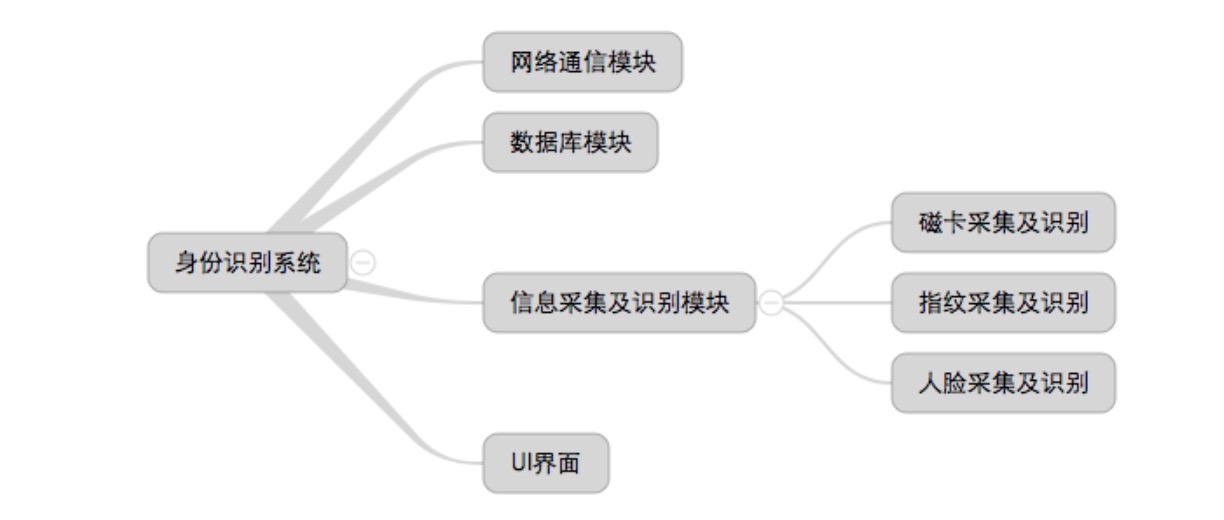 网络通信模块
数据库模块
身份识别系统
信息采集及识别模块
磁卡采集及识别
指纹采集及识别
人脸采集及识别
UI界面